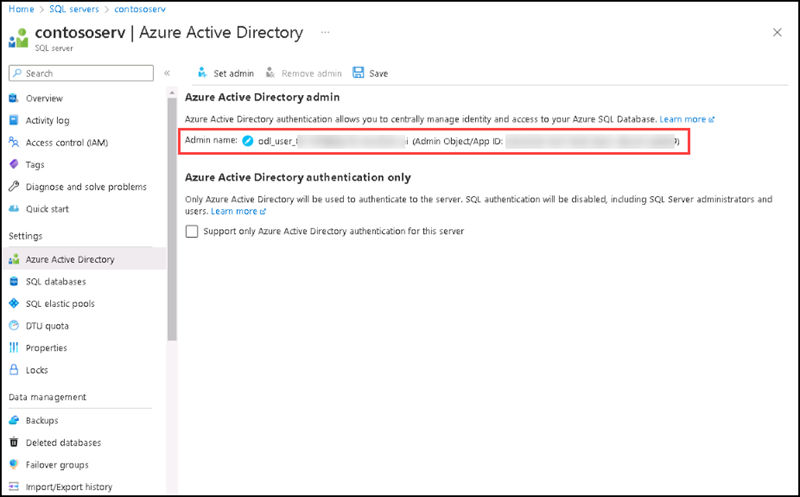 Home > SQL servers > contososerv
contososerv | Azure Active Directory ...
SQL server
Search
Set admin Remove admin Save
Overview
Activity log
Access control (IAM)
Tags
Diagnose and solve problems
Quick start
Settings
Azure Active Directory
SQL databases
SQL elastic pools
DTU quota
Properties
Locks
Data management
Backups
Deleted databases
Failover groups
Import/Export history
Azure Active Directory admin
Azure Active Directory authentication allows you to centrally manage identity and access to your Azure SQL Database. Learn more
Admin name: odl_user_ (Admin Object/App ID:
Azure Active Directory authentication only
Only Azure Active Directory will be used to authenticate to the server. SQL authentication will be disabled, including SQL Server administrators and
users. Learn more
Support only Azure Active Directory authentication for this server